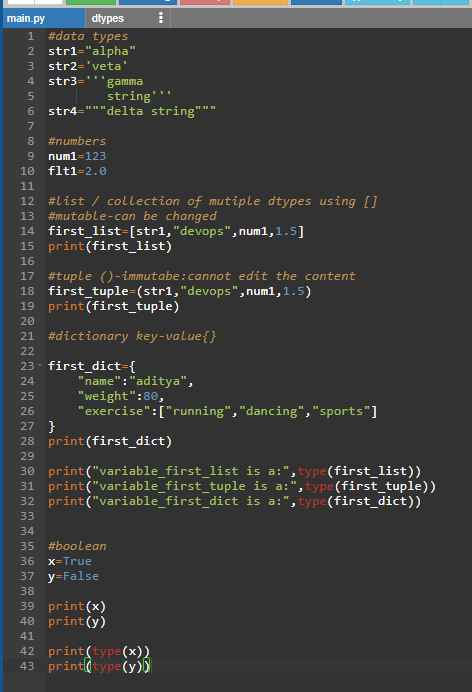 main.py dtypes
1 #data types
2 str1="alpha"
3 str2='veta'
4 str3='''gamma
5         string'''
6 str4="""delta string"""
7
8 #numbers
9 num1=123
10 flt1=2.0
11
12 #list / collection of mutiple dtypes using []
13 #mutable-can be changed
14 first_list=[str1,"devops",num1,1.5]
15 print(first_list)
16
17 #tuple ()-immutabe:cannot edit the content
18 first_tuple=(str1,"devops",num1,1.5)
19 print(first_tuple)
20
21 #dictionary key-value{}
22
23 first_dict={
24     "name":"aditya",
25     "weight":80,
26     "exercise":["running","dancing","sports"]
27 }
28 print(first_dict)
29
30 print("variable_first_list is a:",type(first_list))
31 print("variable_first_tuple is a:",type(first_tuple))
32 print("variable_first_dict is a:",type(first_dict))
33
34
35 #boolean
36 x=True
37 y=False
38
39 print(x)
40 print(y)
41
42 print(type(x))
43 print(type(y))